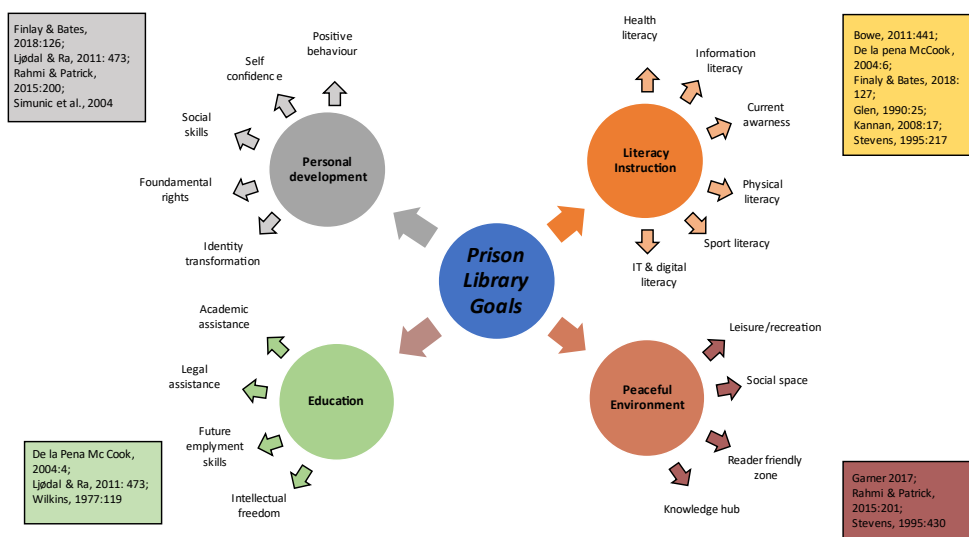 Finlay & Bates,
2018:126;
Ljødal & Ra, 2011: 473;
Rahmi & Patrick,
2015:200;
Simunic et al., 2004
Positive
behaviour
Self
confidence
Social
skills
Foundamental
rights
Identity
transformation
Personal
development
Health
literacy
Information
literacy
Current
awarness
Physical
literacy
Sport literacy
IT & digital
literacy
Literacy
Instruction
Bowe, 2011:441;
De la pena McCook,
2004:6;
Finaly & Bates, 2018:
127;
Glen, 1990:25;
Kannan, 2008:17;
Stevens, 1995:217
Prison
Library
Goals
Academic
assistance
Legal
assistance
Future
emplyment
skills
Intellectual
freedom
Education
De la Pena Mc Cook,
2004:4;
Ljødal & Ra, 2011: 473;
Wilkins, 1977:119
Leisure/recreation
Social space
Reader friendly
zone
Knowledge hub
Peaceful
Environment
Garner 2017;
Rahmi & Patrick,
2015:201;
Stevens, 1995:430